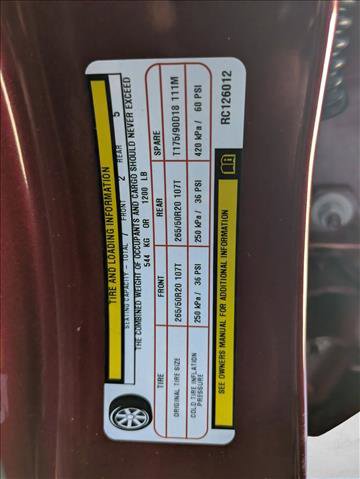 TIRE AND LOADING INFORMATION
SEATING CAPACITY - TOTAL 7 FRONT 2 REAR 5
THE COMBINED WEIGHT OF OCCUPANTS AND CARGO SHOULD NEVER EXCEED
544 KG OR 1200 LB
TIRE FRONT REAR SPARE
ORIGINAL TIRE SIZE 265/50R20 107T 265/50R20 107T T175/90D18 111M
COLD TIRE INFLATION PRESSURE 250 kPa / 36 PSI 250 kPa / 36 PSI 420 kPa / 60 PSI
SEE OWNERS MANUAL FOR ADDITIONAL INFORMATION
RC126012